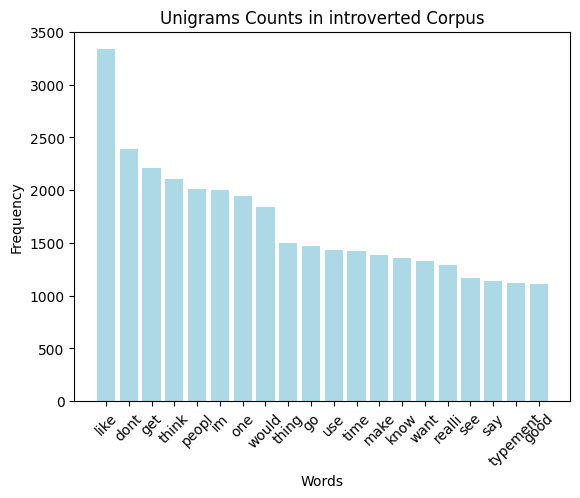 Unigrams Counts in introverted Corpus
3500
3000
2500
2000
1500
1000
500
0
Frequency
like
dont
get
think
peopl
im
one
would
thing
go
use
time
make
know
want
realli
see
say
typement
good
Words